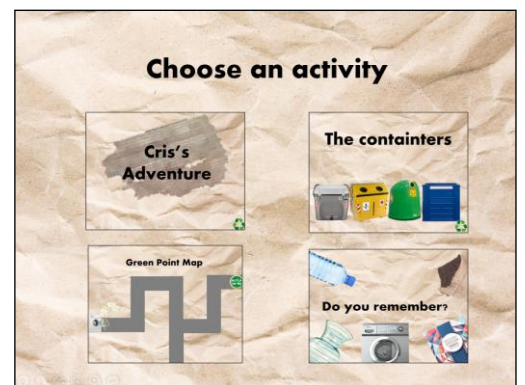 Choose an activity
Cris's
Adventure
The containters
Green Point Map
Do you remember?